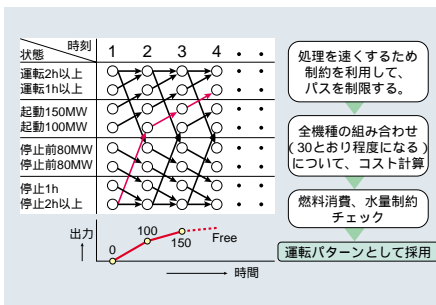 時刻
状態
1 2 3 4 ・ ・
運転2h以上
運転1h以上
起動150MW
起動100MW
停止前80MW
停止前80MW
停止1h
停止2h以上
出力
0
100
150
Free
時間
処理を速くするため
制約を利用して、
パスを制限する。
全機種の組み合わせ
(30とおり程度になる)
について、コスト計算
燃料消費、水量制約
チェック
運転パターンとして採用